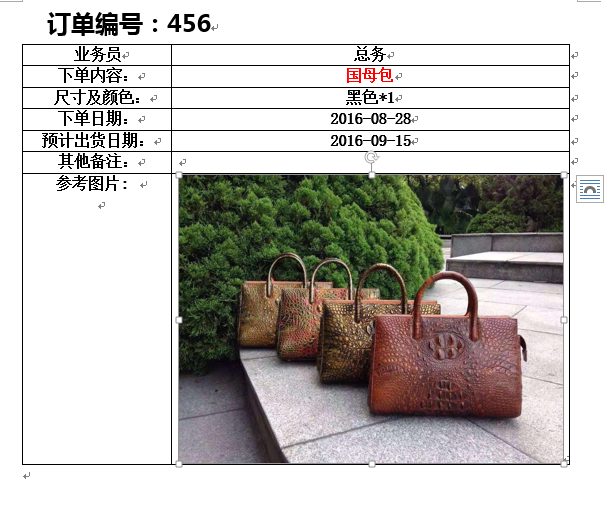 订单编号：456
业务员 总务
下单内容： 国母包
尺寸及颜色： 黑色*1
下单日期： 2016-08-28
预计出货日期： 2016-09-15
其他备注：
参考图片：